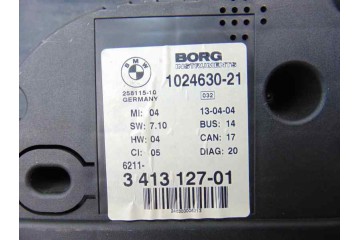 BMW
BORG
INSTRUMENTS
1024630-21
258115-10
GERMANY
032
MI: 04 13-04-04
SW: 7.10 BUS: 14
HW: 04 CAN: 17
CI: 05 DIAG: 20
6211-
3 413 127-01